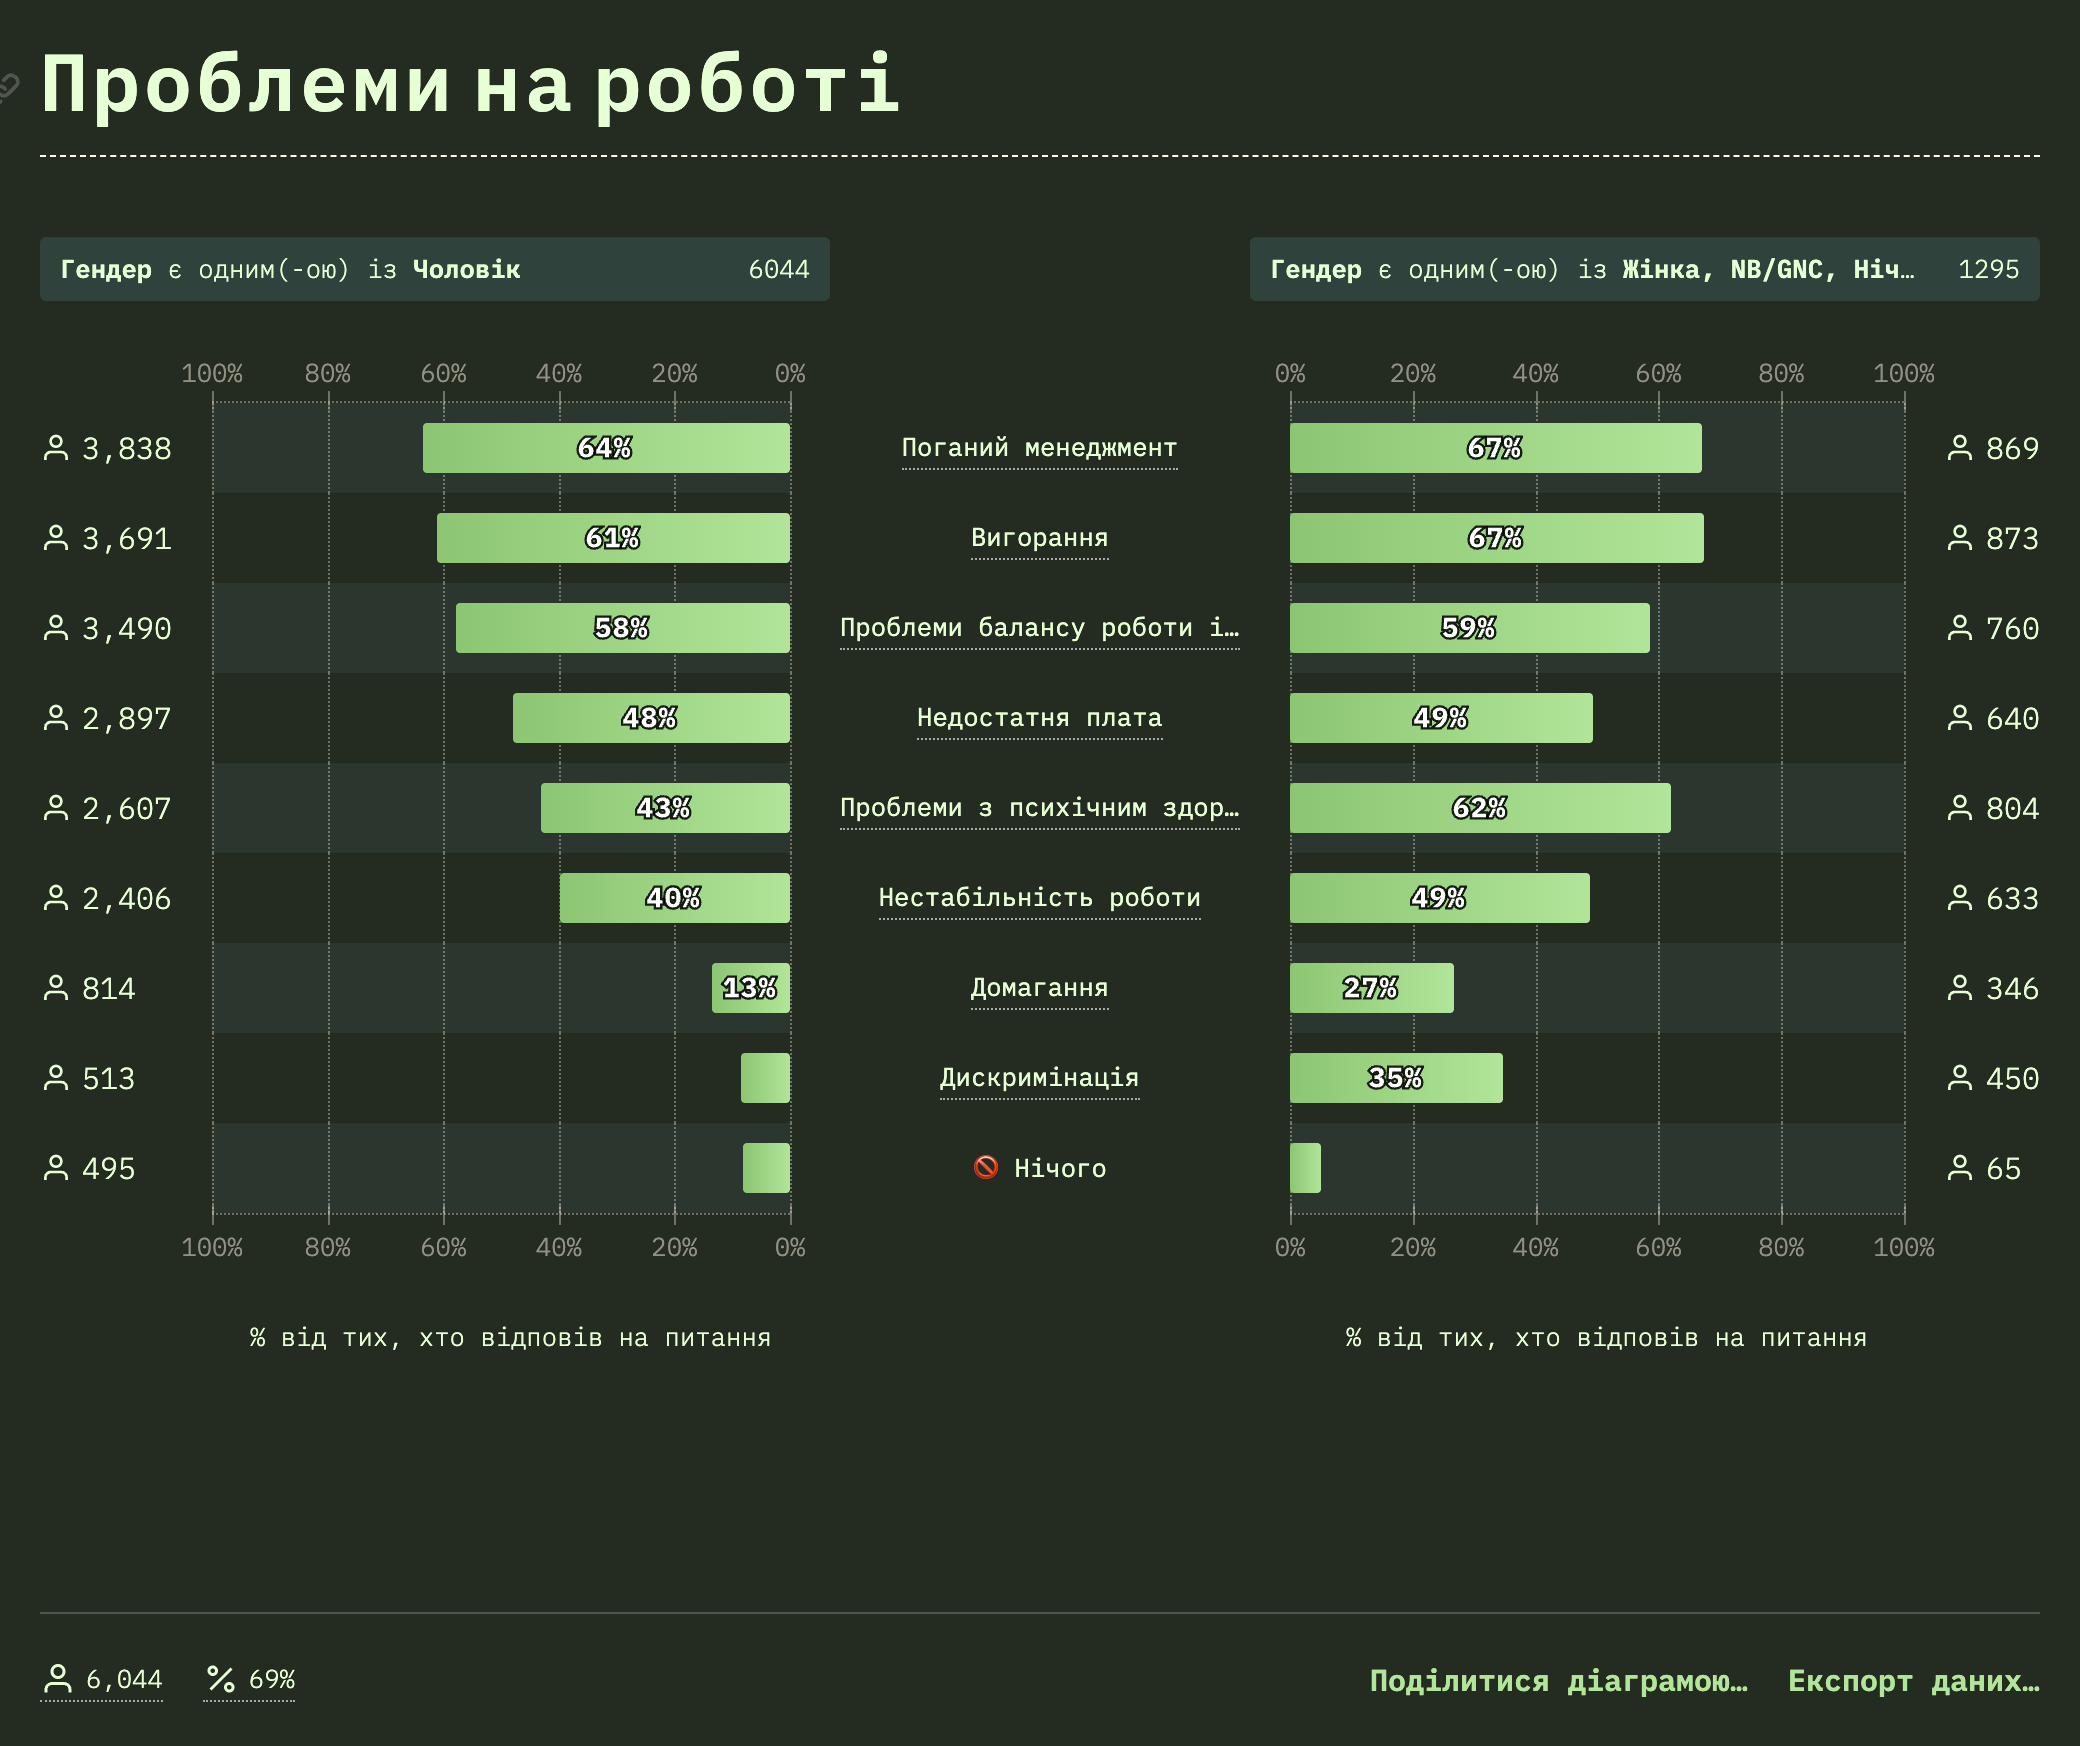 Проблеми на роботі
Гендер є одним(-ою) із Чоловік 6044
Гендер є одним(-ою) із Жінка, NB/GNC, Ніч… 1295
100% 80% 60% 40% 20% 0%
0% 20% 40% 60% 80% 100%
3,838 64% Поганий менеджмент 67% 869
3,691 61% Вигорання 67% 873
3,490 58% Проблеми балансу роботи і… 59% 760
2,897 48% Недостатня плата 49% 640
2,607 43% Проблеми з психічним здор… 62% 804
2,406 40% Нестабільність роботи 49% 633
814 13% Домагання 27% 346
513 Дискримінація 35% 450
495 Нічого 65
100% 80% 60% 40% 20% 0%
0% 20% 40% 60% 80% 100%
% від тих, хто відповів на питання
% від тих, хто відповів на питання
6,044 69%
Поділитися діаграмою… Експорт даних…